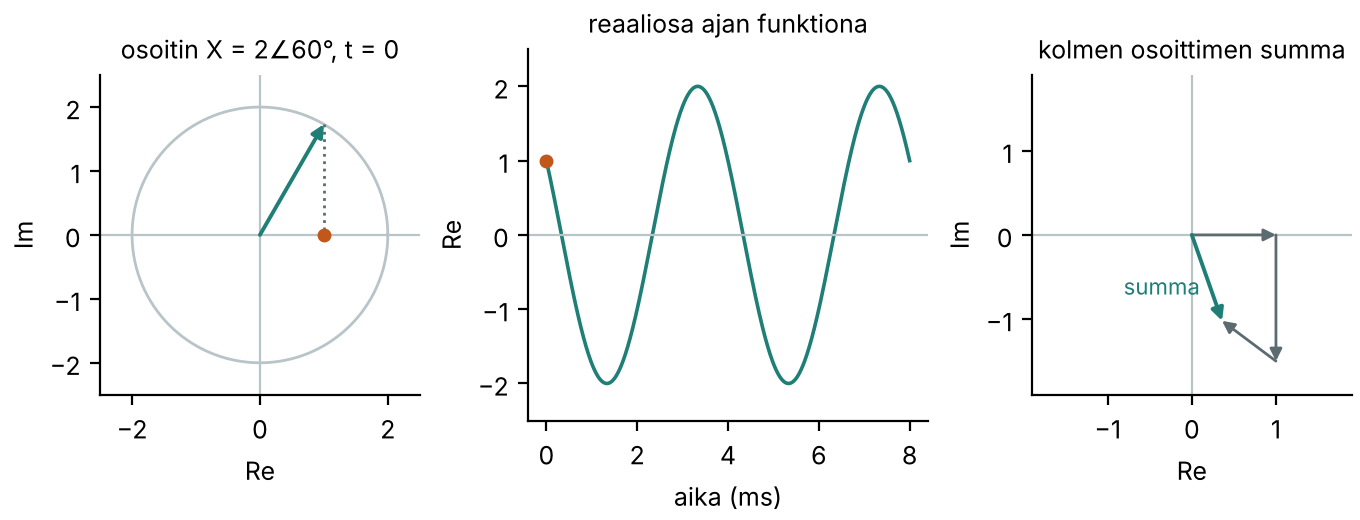 osoitin X = 2∠60°, t = 0
2
1
0
−1
−2
Im
−2
0
2
Re
reaaliosa ajan funktiona
2
1
0
−1
−2
Re
0
2
4
6
8
aika (ms)
kolmen osoittimen summa
1
0
−1
Im
summa
−1
0
1
Re